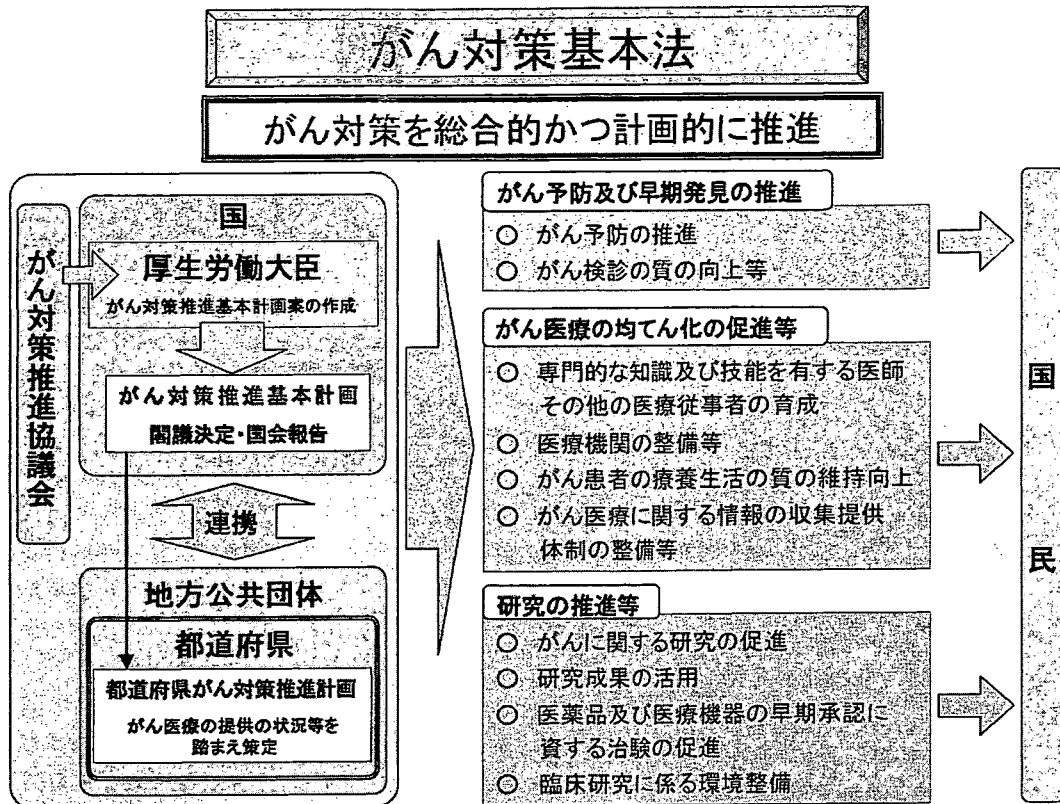 がん対策基本法
がん対策を総合的かつ計画的に推進
がん対策推進協議会
国
厚生労働大臣
がん対策推進基本計画案の作成
がん対策推進基本計画
閣議決定・国会報告
連携
地方公共団体
都道府県
都道府県がん対策推進計画
がん医療の提供の状況等を
踏まえ策定
がん予防及び早期発見の推進
○ がん予防の推進
○ がん検診の質の向上等
がん医療の均てん化の促進等
○ 専門的な知識及び技能を有する医師
その他の医療従事者の育成
○ 医療機関の整備等
○ がん患者の療養生活の質の維持向上
○ がん医療に関する情報の収集提供
体制の整備等
研究の推進等
○ がんに関する研究の促進
○ 研究成果の活用
○ 医薬品及び医療機器の早期承認に
資する治験の促進
○ 臨床研究に係る環境整備
国民